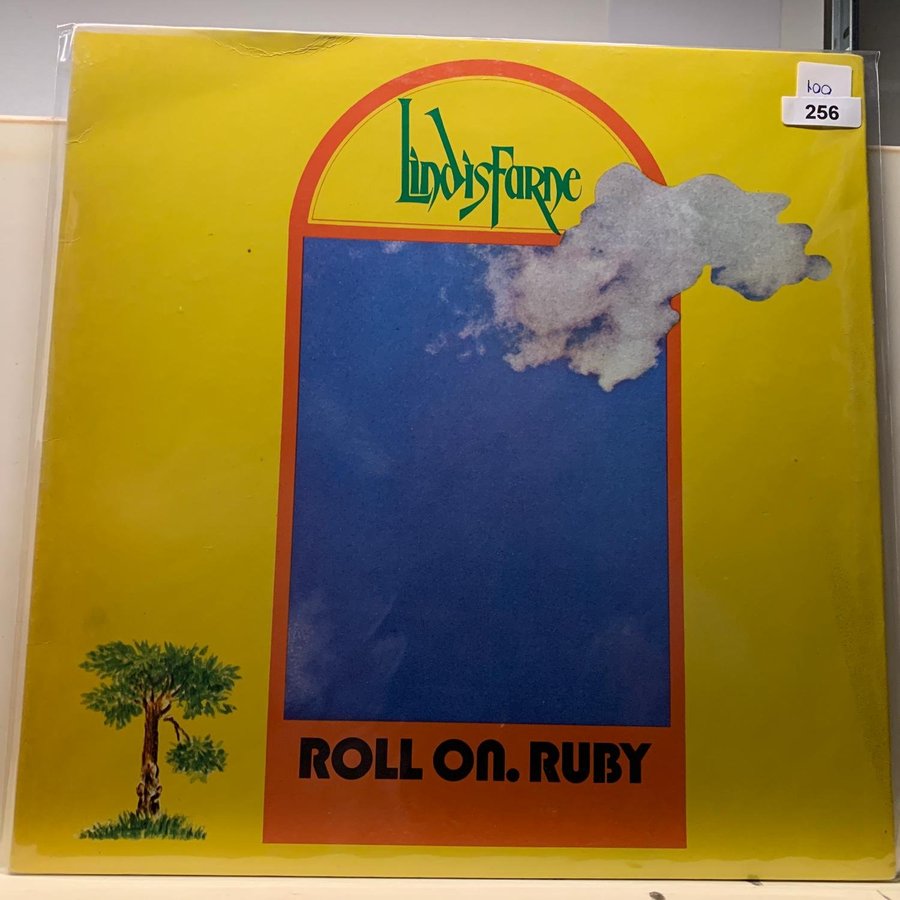 Lindisfarne
100
256
ROLL ON. RUBY